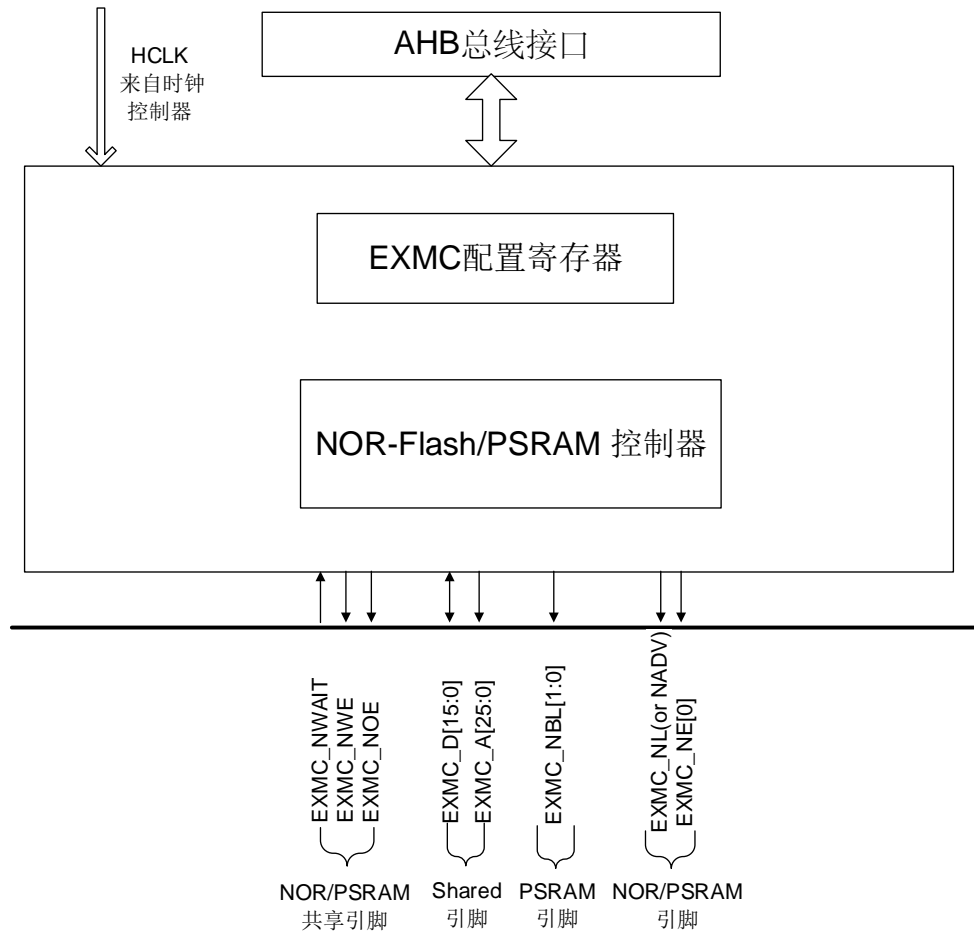 HCLK
来自时钟
控制器
AHB总线接口
EXMC配置寄存器
NOR-Flash/PSRAM 控制器
EXMC_NWAIT
EXMC_NWE
EXMC_NOE
EXMC_D[15:0]
EXMC_A[25:0]
EXMC_NBL[1:0]
EXMC_NL(or NADV)
EXMC_NE[0]
NOR/PSRAM
共享引脚
Shared
引脚
PSRAM
引脚
NOR/PSRAM
引脚